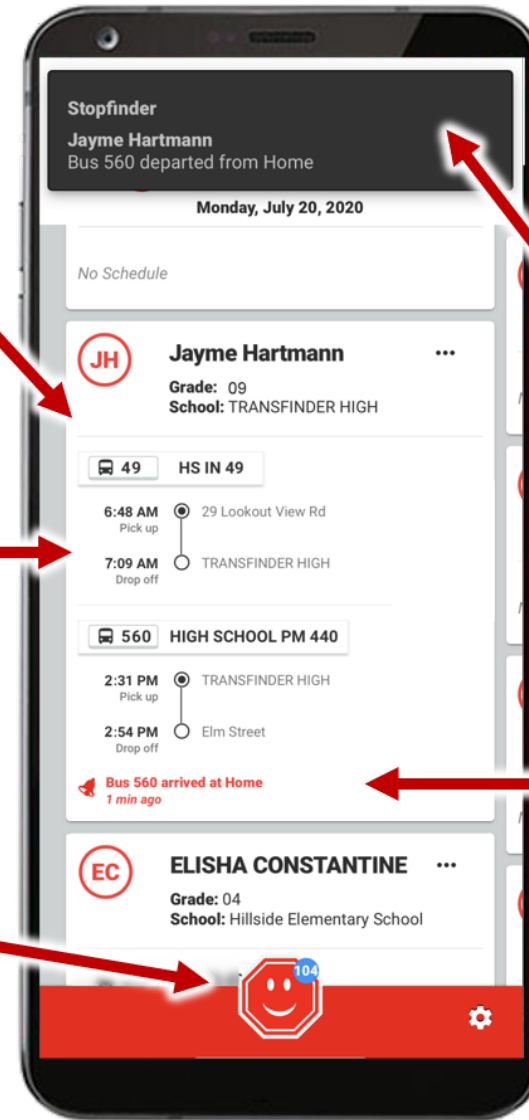 Stopfinder
Jayme Hartmann
Bus 560 departed from Home
Monday, July 20, 2020
No Schedule
JH
Jayme Hartmann
Grade: 09
School: TRANSFINDER HIGH
49 HS IN 49
6:48 AM 29 Lookout View Rd
Pick up
7:09 AM TRANSFINDER HIGH
Drop off
560 HIGH SCHOOL PM 440
2:31 PM TRANSFINDER HIGH
Pick up
2:54 PM Elm Street
Drop off
Bus 560 arrived at Home
1 min ago
EC
ELISHA CONSTANTINE
Grade: 04
School: Hillside Elementary School
104